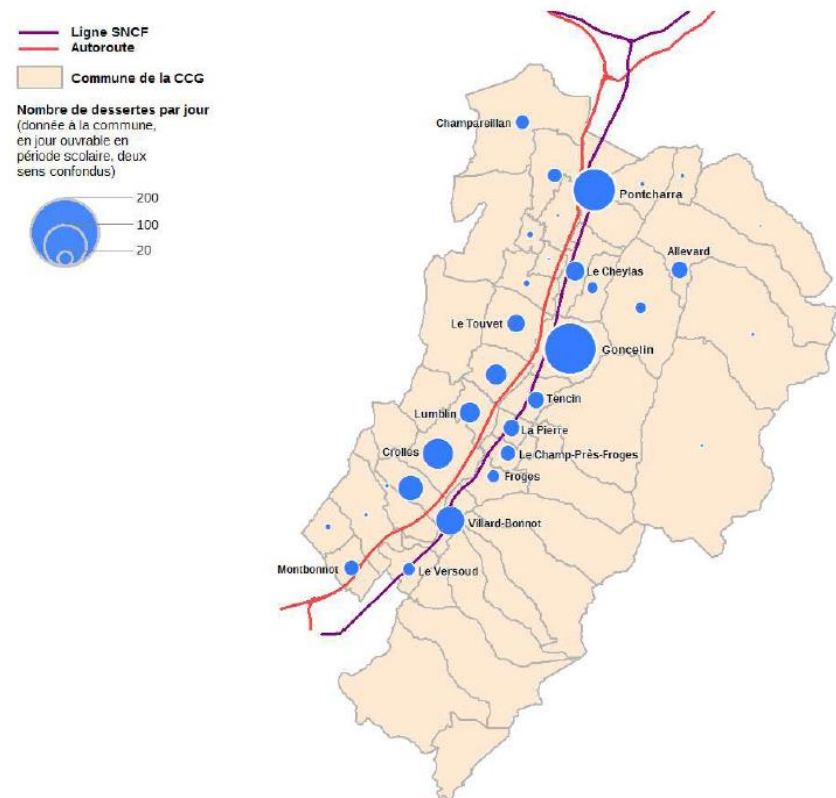 Ligne SNCF
Autoroute
Commune de la CCG
Nombre de dessertes par jour
(donnée à la commune,
en jour ouvrable en
période scolaire, deux
sens confondus)
200
100
20
Champareillan
Pontcharra
Allevard
Le Cheylas
Le Touvet
Goncelin
Tencin
Lumblin
La Pierre
Crolles
Le Champ-Près-Froges
Froges
Villard-Bonnot
Montbonnot
Le Versoud